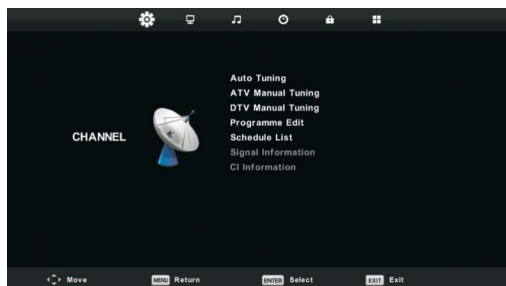 Auto Tuning
ATV Manual Tuning
DTV Manual Tuning
Programme Edit
CHANNEL
Schedule List
Signal Information
CI Information
Move
MENU Return
ENTER Select
EXIT Exit